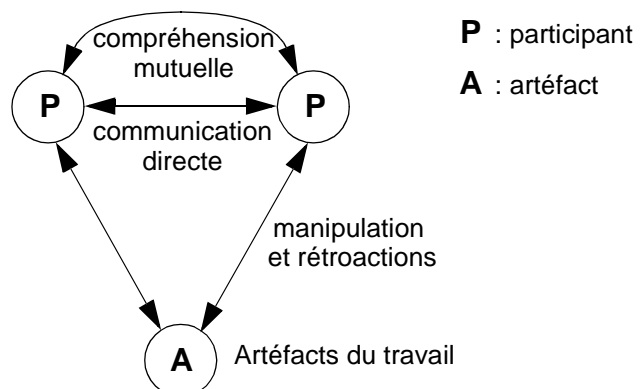 compréhension
mutuelle
P : participant
A : artéfact
P
P
communication
directe
manipulation
et rétroactions
A
Artéfacts du travail